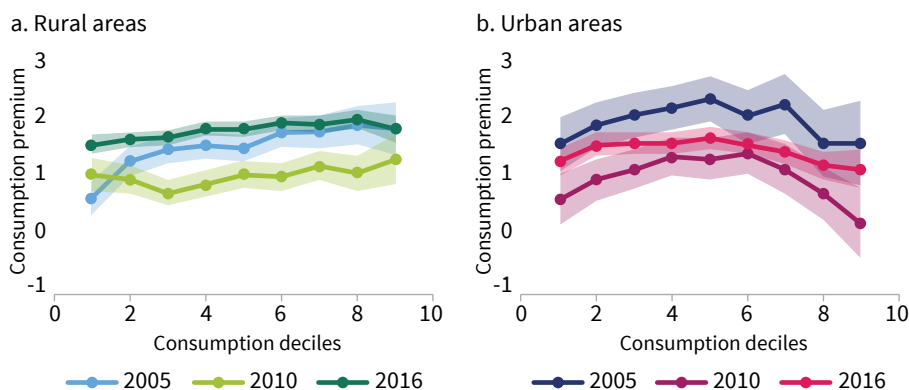 a. Rural areas
Consumption premium
3
2
1
0
-1
0 2 4 6 8 10
Consumption deciles
2005 2010 2016
b. Urban areas
Consumption premium
3
2
1
0
-1
0 2 4 6 8 10
Consumption deciles
2005 2010 2016